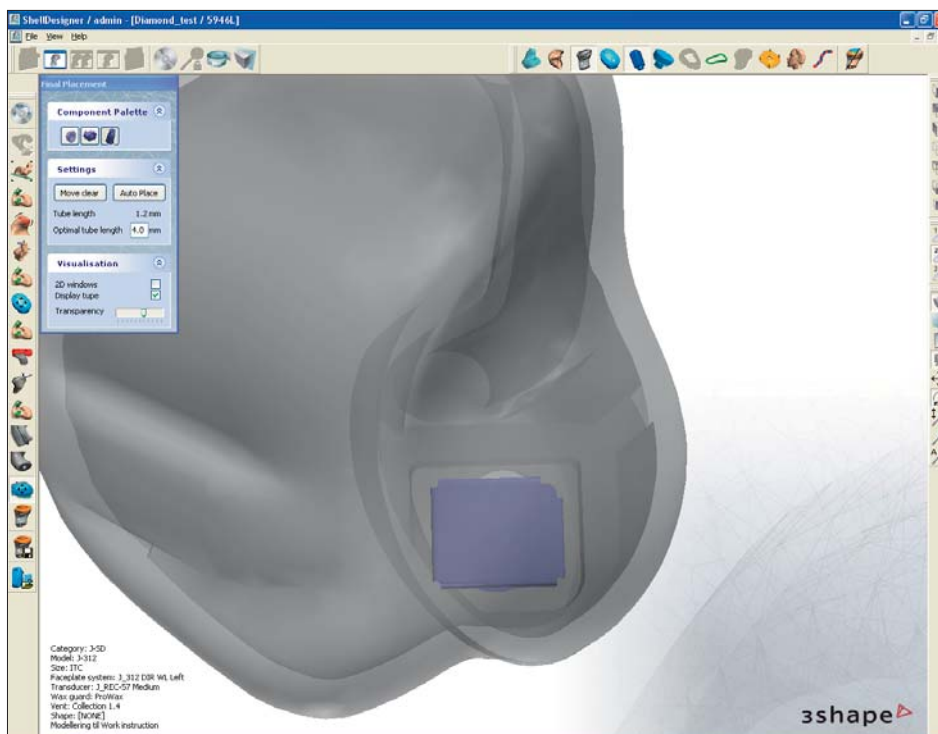 ShellDesigner / admin - [Diamond_test / 5946L]
File View Help
Final Placement
Component Palette
Settings
Move clear Auto Place
Tube length 1.2 mm
Optimal tube length 4.0 mm
Visualisation
2D windows
Display tupe
Transparency
Category: J-SD
Model: J-312
Size: ITC
Faceplate system: J_312 DIR WL Left
Transducer: J_REC-57 Medium
Wax guard: ProWax
Vent: Collection 1.4
Shape: [NONE]
Modellering til Work instruction
3shape